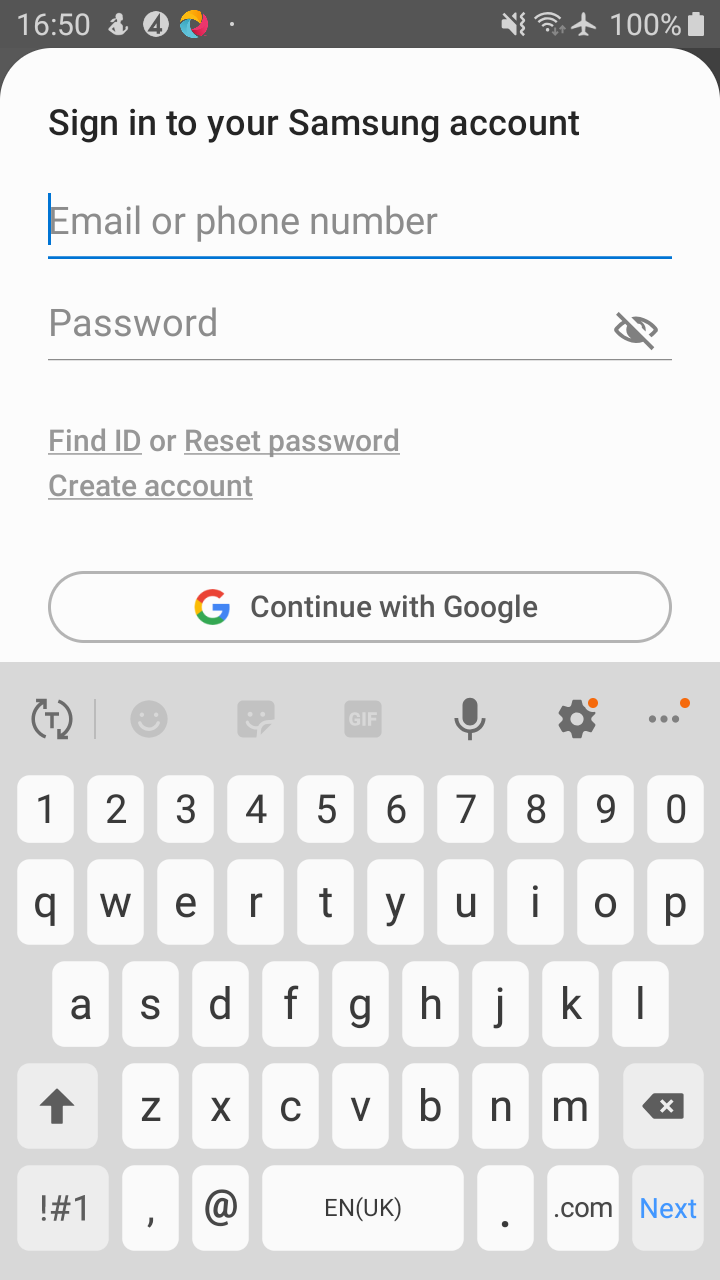 16:50 100%
Sign in to your Samsung account
Email or phone number
Password
Find ID or Reset password
Create account
Continue with Google
T GIF
1 2 3 4 5 6 7 8 9 0
q w e r t y u i o p
a s d f g h j k l
z x c v b n m
!#1 , @ EN(UK) . .com Next